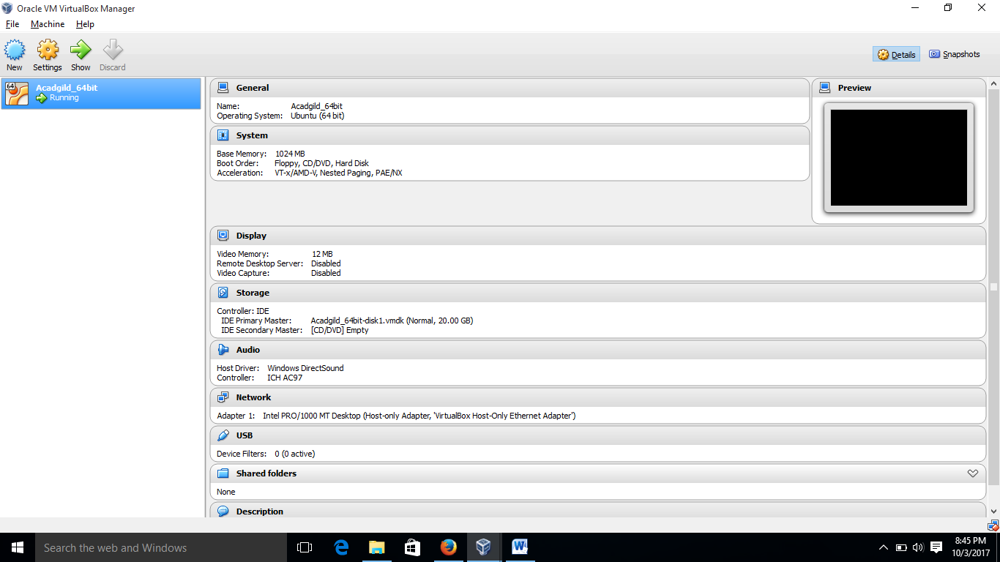 Oracle VM VirtualBox Manager
File Machine Help
New Settings Show Discard
Details Snapshots
64
Acadgild_64bit
Running
General
Name: Acadgild_64bit
Operating System: Ubuntu (64 bit)
Preview
System
Base Memory: 1024 MB
Boot Order: Floppy, CD/DVD, Hard Disk
Acceleration: VT-x/AMD-V, Nested Paging, PAE/NX
Display
Video Memory: 12 MB
Remote Desktop Server: Disabled
Video Capture: Disabled
Storage
Controller: IDE
IDE Primary Master: Acadgild_64bit-disk1.vmdk (Normal, 20.00 GB)
IDE Secondary Master: [CD/DVD] Empty
Audio
Host Driver: Windows DirectSound
Controller: ICH AC97
Network
Adapter 1: Intel PRO/1000 MT Desktop (Host-only Adapter, 'VirtualBox Host-Only Ethernet Adapter')
USB
Device Filters: 0 (0 active)
Shared folders
None
Description
Search the web and Windows
8:45 PM
10/3/2017